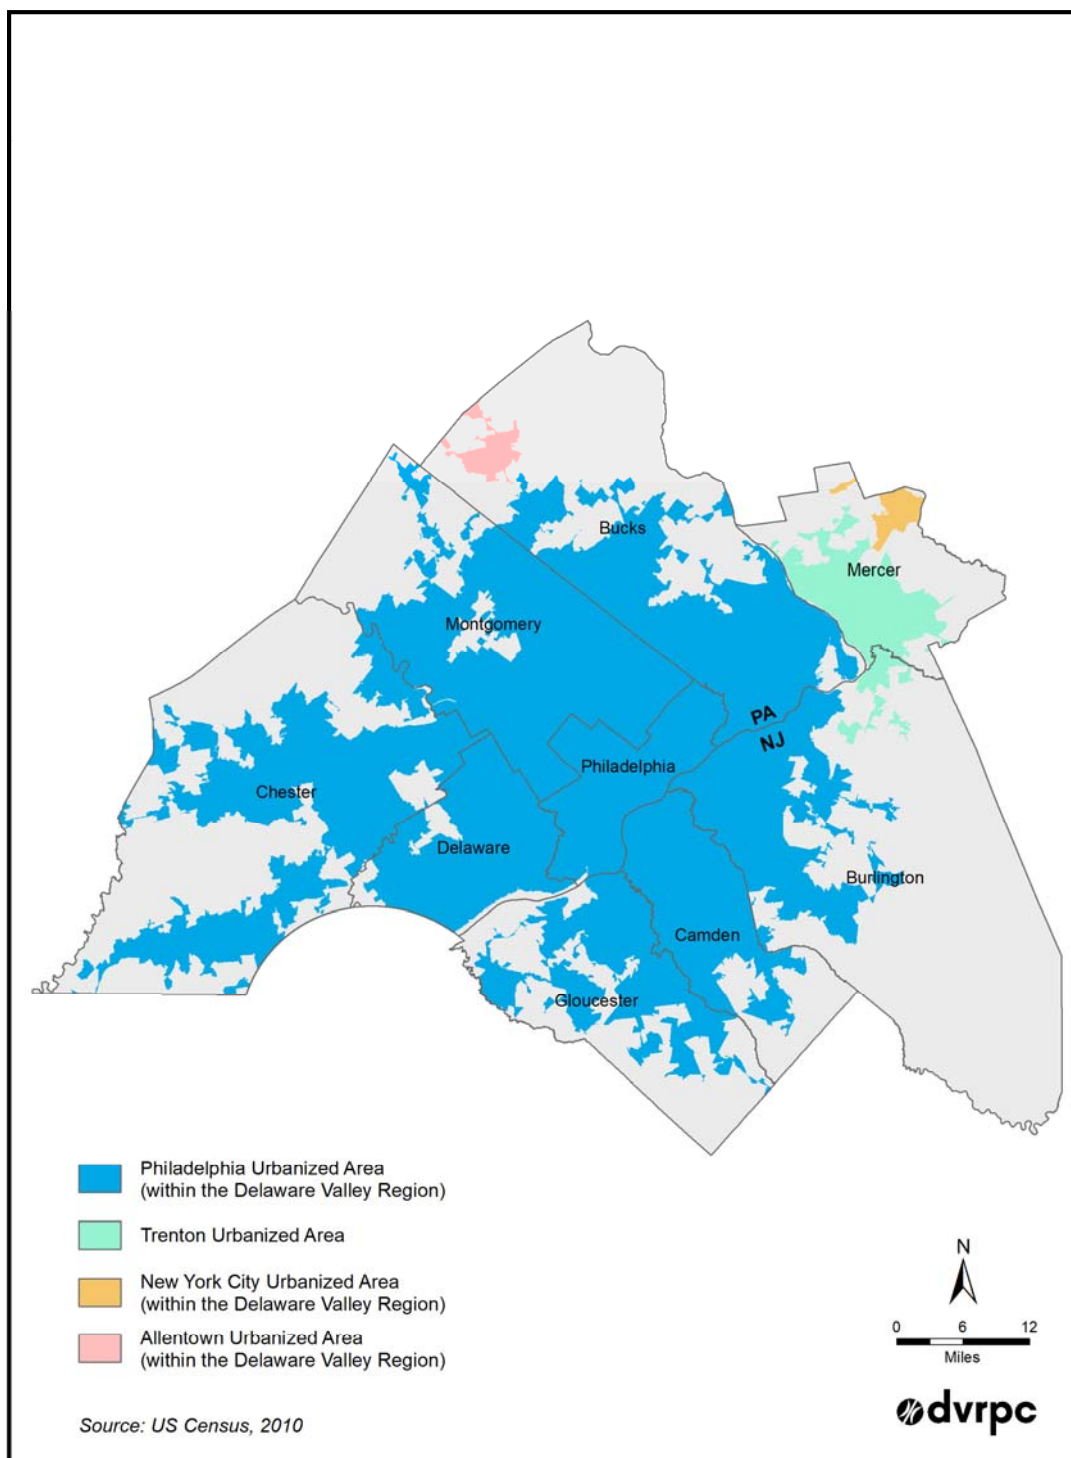 Bucks
Mercer
Montgomery
PA
NJ
Philadelphia
Chester
Delaware
Burlington
Camden
Gloucester
Philadelphia Urbanized Area
(within the Delaware Valley Region)
Trenton Urbanized Area
New York City Urbanized Area
(within the Delaware Valley Region)
Allentown Urbanized Area
(within the Delaware Valley Region)
N
0 6 12
Miles
Source: US Census, 2010
dvrpc